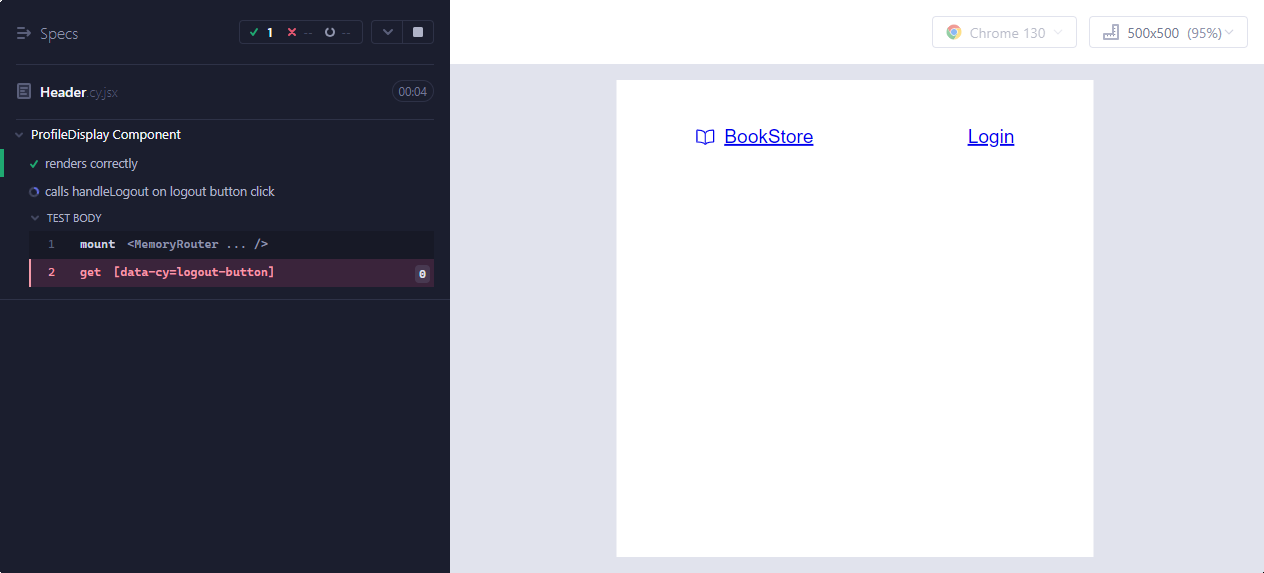 Specs
1 -- --
Chrome 130
500x500 (95%)
Header.cy.jsx
00:04
ProfileDisplay Component
renders correctly
calls handleLogout on logout button click
TEST BODY
1 mount <MemoryRouter ... />
2 get [data-cy=logout-button] 0
BookStore
Login